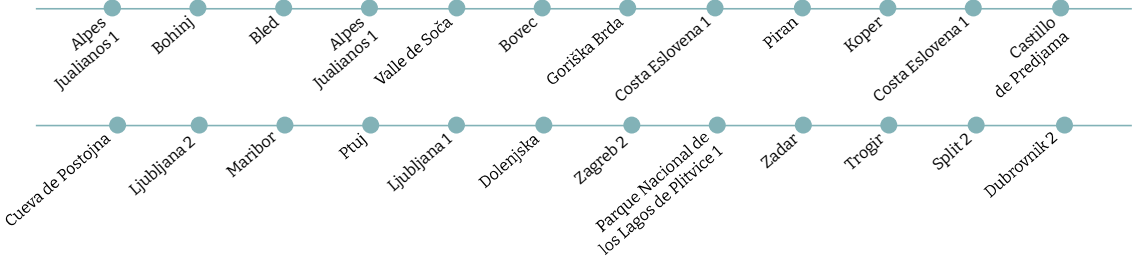 Alpes
Jualianos 1
Bohinj
Bled
Alpes
Jualianos 1
Valle de Soča
Bovec
Goriška Brda
Costa Eslovena 1
Piran
Koper
Costa Eslovena 1
Castillo
de Predjama
Cueva de Postojna
Ljubljana 2
Maribor
Ptuj
Ljubljana 1
Dolenjska
Zagreb 2
Parque Nacional de
los Lagos de Plitvice 1
Zadar
Trogir
Split 2
Dubrovnik 2